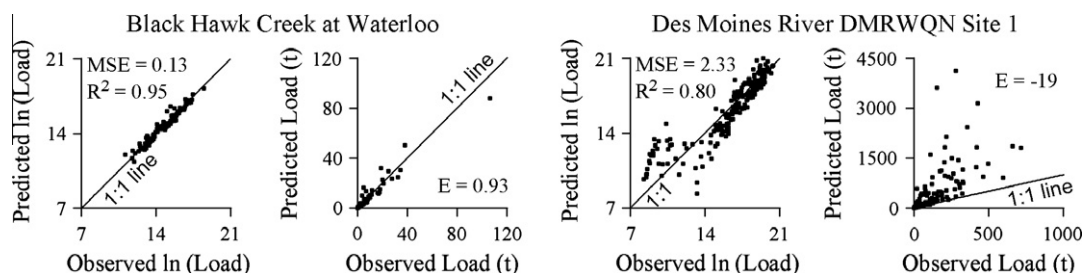 Black Hawk Creek at Waterloo
Des Moines River DMRWQN Site 1
Predicted ln (Load)
21
14
7
MSE = 0.13
R² = 0.95
1:1 line
7 14 21
Observed ln (Load)
Predicted Load (t)
120
80
40
0
1:1 line
E = 0.93
0 40 80 120
Observed Load (t)
Predicted ln (Load)
21
14
7
MSE = 2.33
R² = 0.80
1:1
7 14 21
Observed ln (Load)
Predicted Load (t)
4500
3000
1500
0
E = -19
1:1 line
0 500 1000
Observed Load (t)